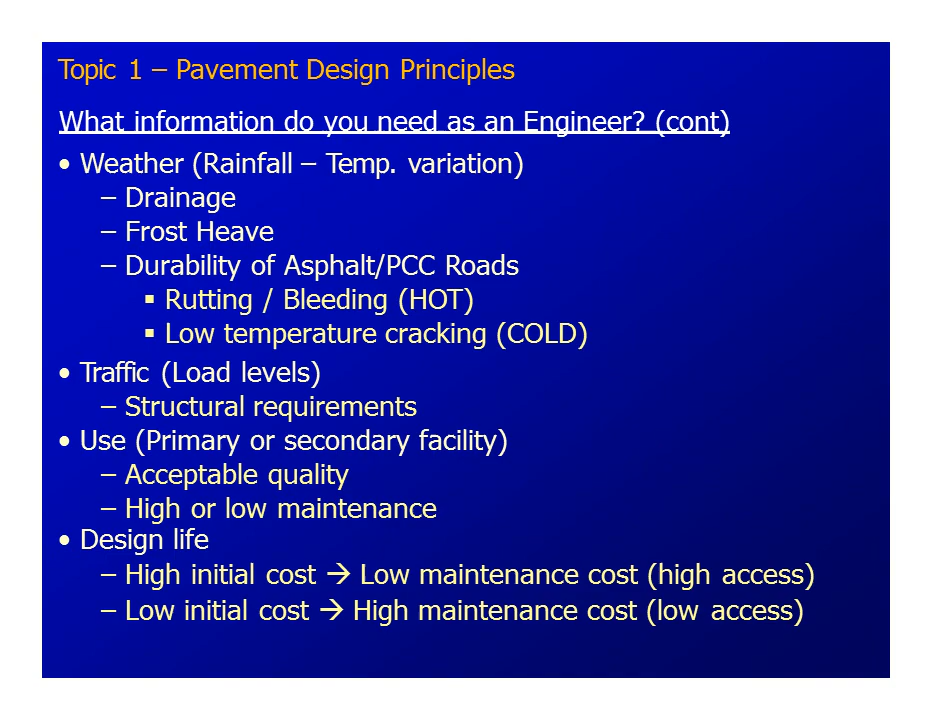 Topic 1 – Pavement Design Principles
What information do you need as an Engineer? (cont)
• Weather (Rainfall – Temp. variation)
– Drainage
– Frost Heave
– Durability of Asphalt/PCC Roads
▪ Rutting / Bleeding (HOT)
▪ Low temperature cracking (COLD)
• Traffic (Load levels)
– Structural requirements
• Use (Primary or secondary facility)
– Acceptable quality
– High or low maintenance
• Design life
– High initial cost → Low maintenance cost (high access)
– Low initial cost → High maintenance cost (low access)